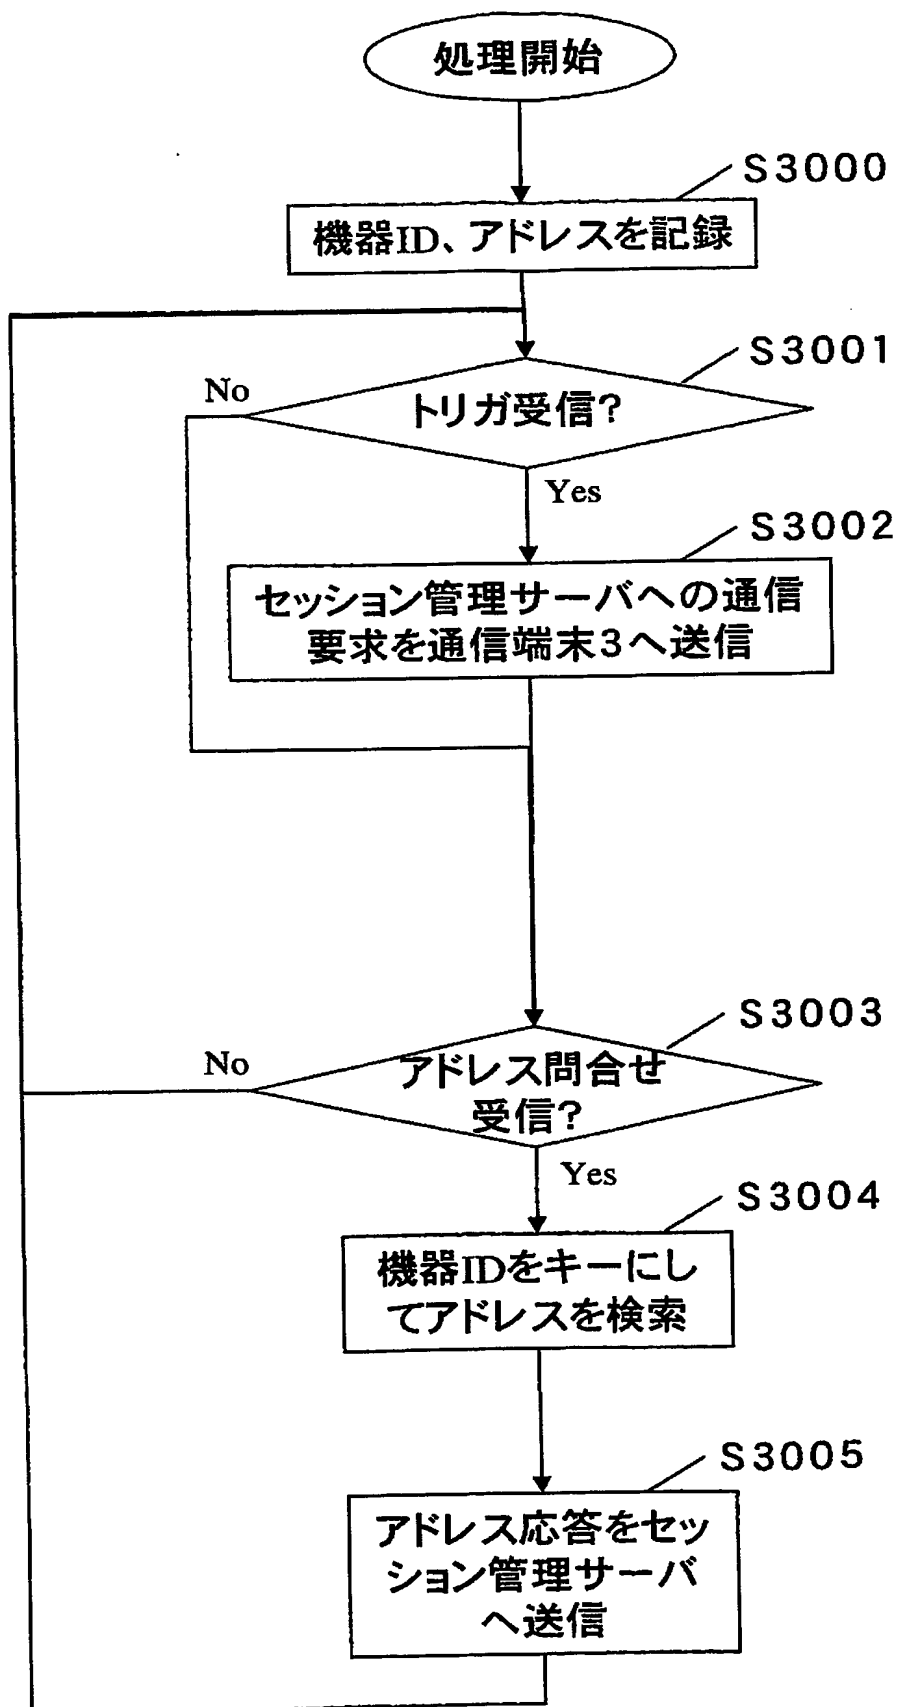 処理開始
S3000
機器ID、アドレスを記録
S3001
No
トリガ受信?
Yes
S3002
セッション管理サーバへの通信
要求を通信端末3へ送信
S3003
No
アドレス問合せ
受信?
Yes
S3004
機器IDをキーにし
てアドレスを検索
S3005
アドレス応答をセッ
ション管理サーバ
へ送信